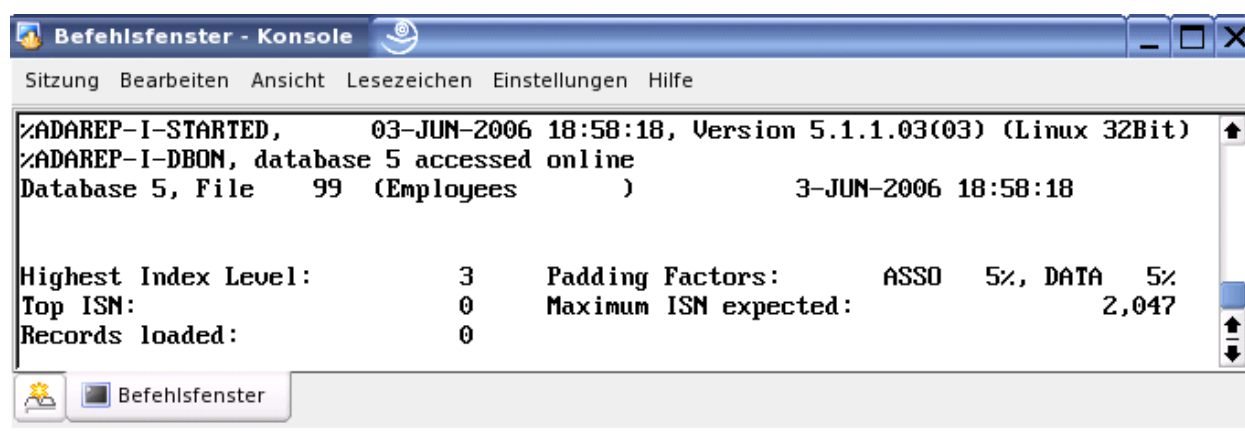 Befehlsfenster - Konsole
Sitzung Bearbeiten Ansicht Lesezeichen Einstellungen Hilfe
%ADAREP-I-STARTED,      03-JUN-2006 18:58:18, Version 5.1.1.03(03) (Linux 32Bit)
%ADAREP-I-DBON, database 5 accessed online
Database 5, File    99  (Employees       )            3-JUN-2006 18:58:18
Highest Index Level:           3     Padding Factors:      ASSO   5%, DATA   5%
Top ISN:                       0     Maximum ISN expected:                2,047
Records loaded:                0
Befehlsfenster